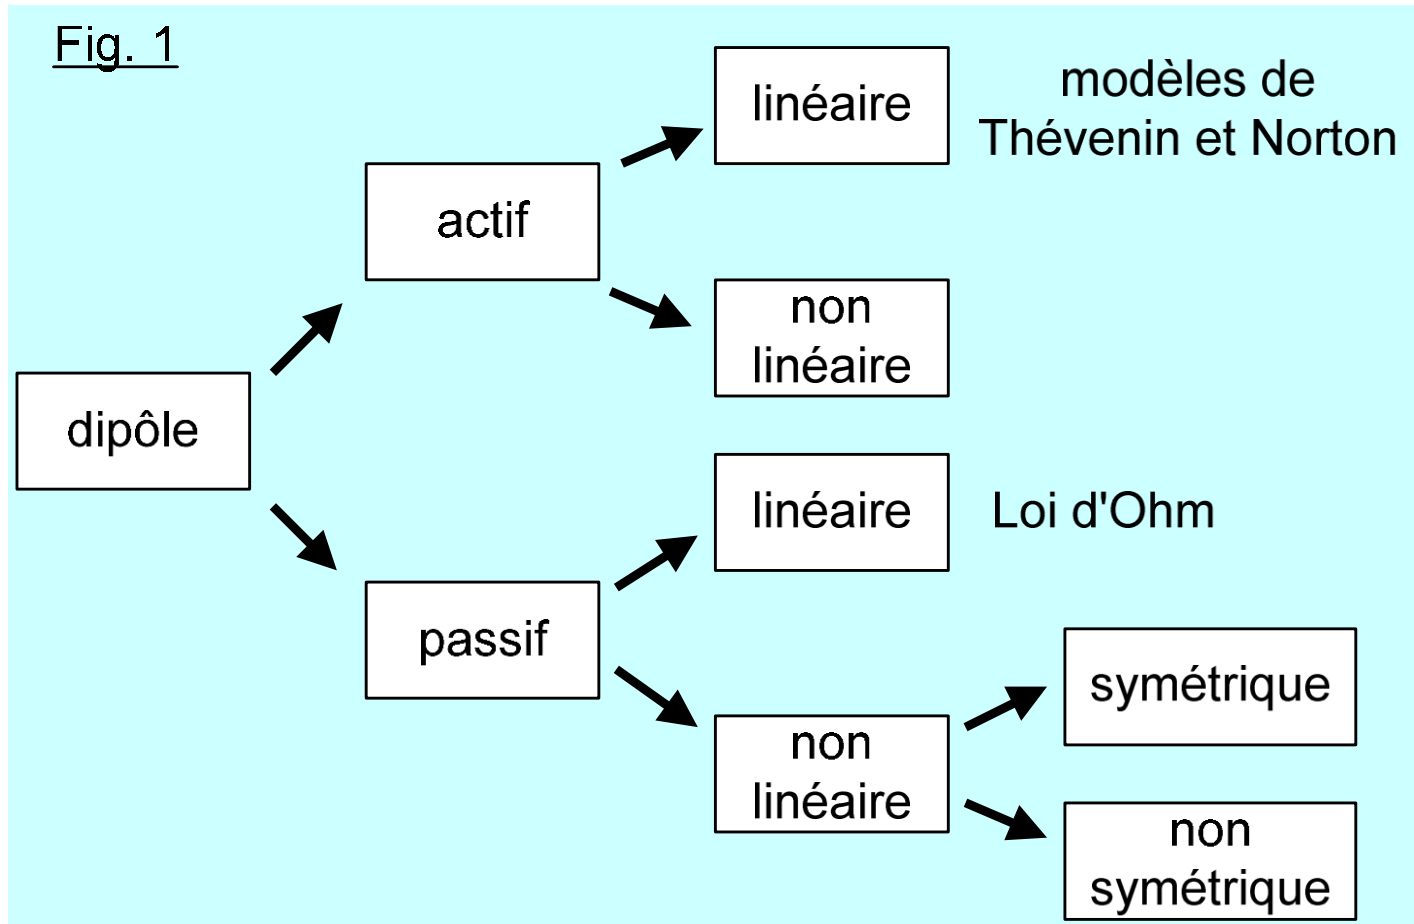 Fig. 1
linéaire
modèles de
Thévenin et Norton
actif
non
linéaire
dipôle
linéaire
Loi d'Ohm
passif
symétrique
non
linéaire
non
symétrique